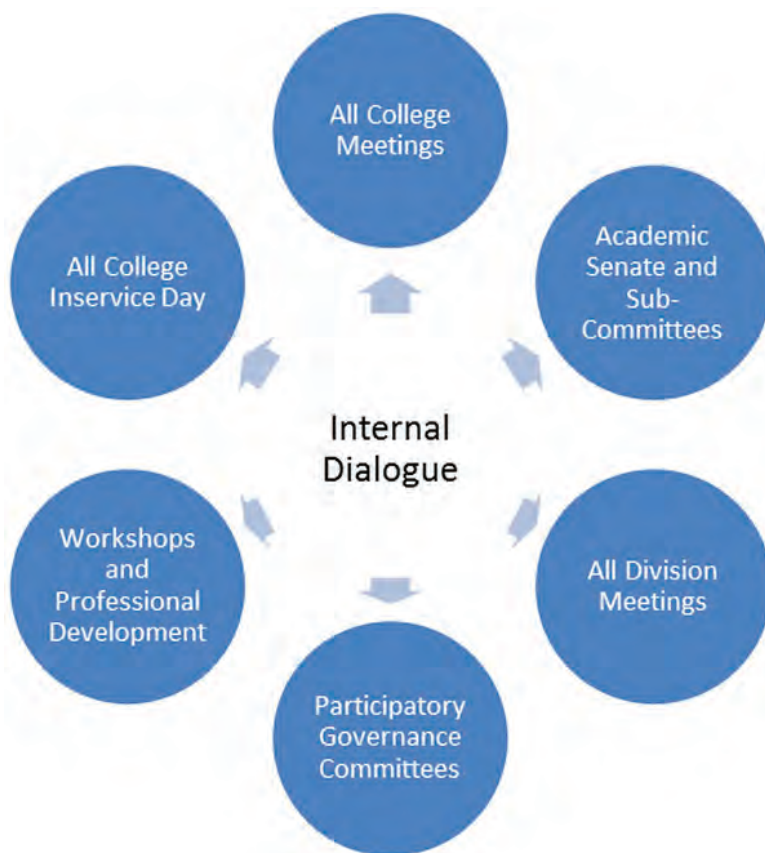 All College
Meetings
Academic
Senate and
Sub-
Committees
All Division
Meetings
Participatory
Governance
Committees
Workshops
and
Professional
Development
All College
Inservice Day
Internal
Dialogue